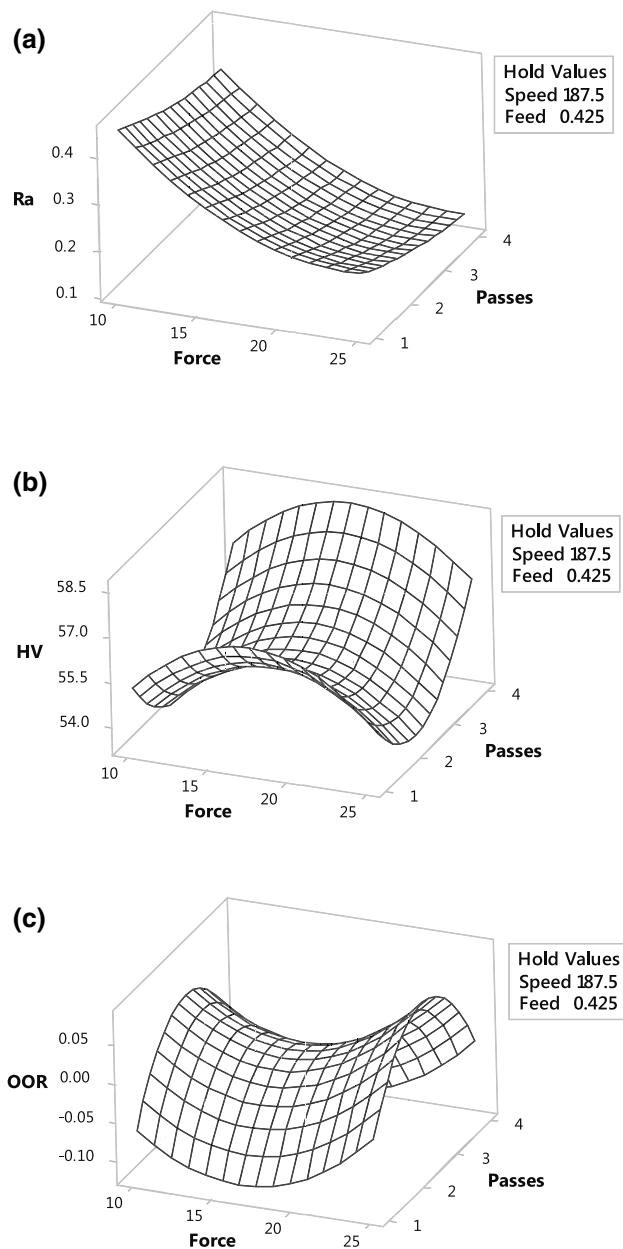 (a)
Hold Values
Speed 187.5
Feed 0.425
0.4
Ra 0.3
0.2
0.1
10 15 20 25
Force
1 2 3 4
Passes
(b)
Hold Values
Speed 187.5
Feed 0.425
58.5
57.0
HV
55.5
54.0
10 15 20 25
Force
1 2 3 4
Passes
(c)
Hold Values
Speed 187.5
Feed 0.425
0.05
OOR 0.00
-0.05
-0.10
10 15 20 25
Force
1 2 3 4
Passes